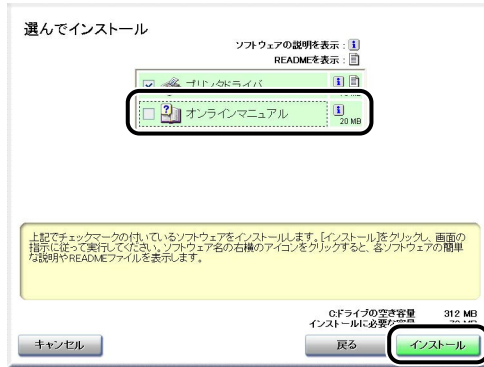 選んでインストール
ソフトウェアの説明を表示 :
READMEを表示 :
プリンタドライバ
オンラインマニュアル
20 MB
上記でチェックマークの付いているソフトウェアをインストールします。[インストール]をクリックし、画面の
指示に従って実行してください。ソフトウェア名の右横のアイコンをクリックすると、各ソフトウェアの簡単
な説明やREADMEファイルを表示します。
C:ドライブの空き容量 312 MB
インストールに必要な容量
キャンセル
戻る
インストール